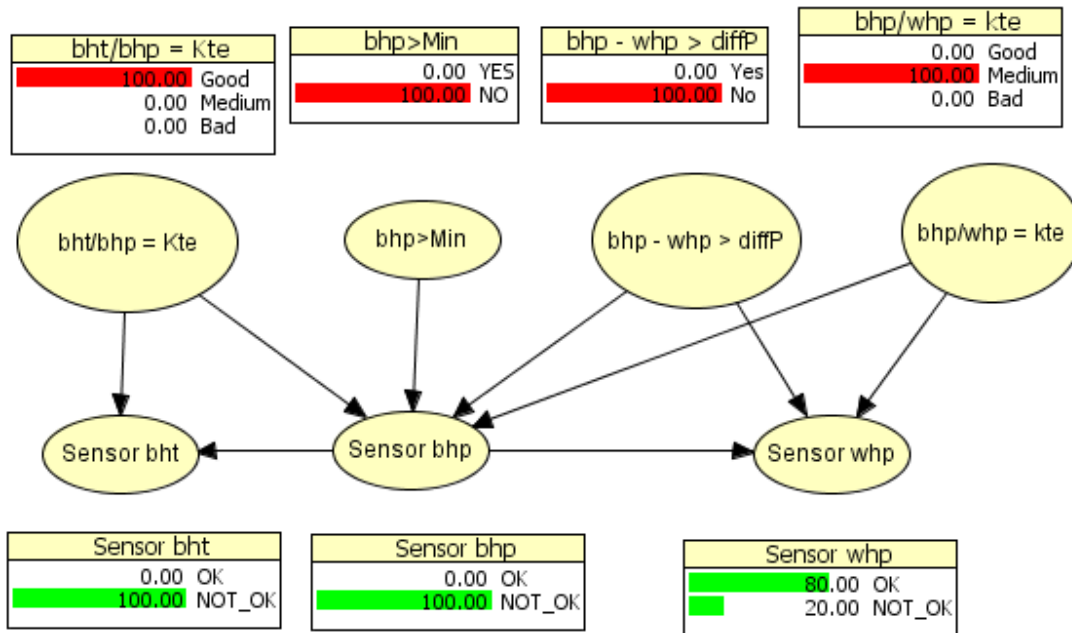 bht/bhp = Kte
100.00 Good
0.00 Medium
0.00 Bad
bhp>Min
0.00 YES
100.00 NO
bhp - whp > diffP
0.00 Yes
100.00 No
bhp/whp = kte
0.00 Good
100.00 Medium
0.00 Bad
bht/bhp = Kte
bhp>Min
bhp - whp > diffP
bhp/whp = kte
Sensor bht
Sensor bhp
Sensor whp
Sensor bht
0.00 OK
100.00 NOT_OK
Sensor bhp
0.00 OK
100.00 NOT_OK
Sensor whp
80.00 OK
20.00 NOT_OK